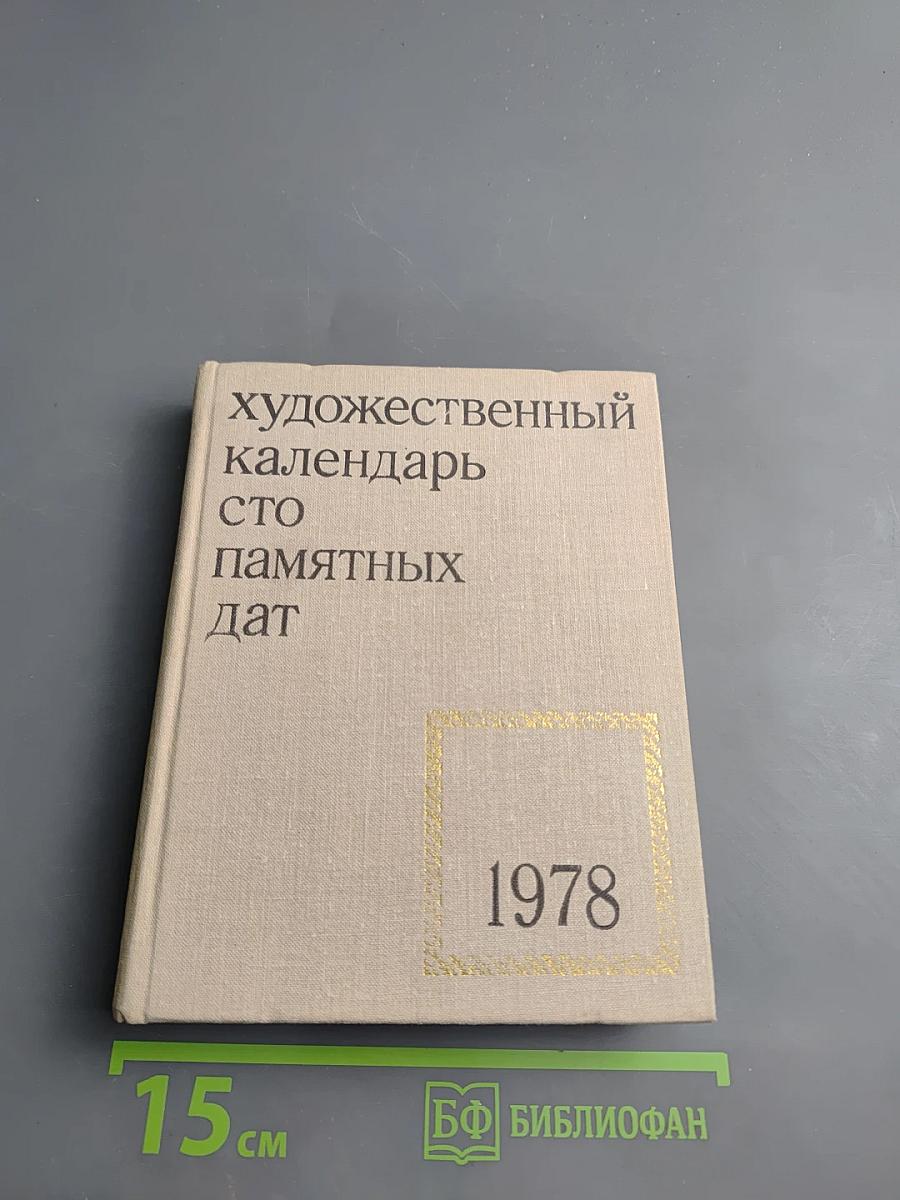 художественный
календарь
сто
памятных
дат
1978
15 см
БФ БИБЛИОФАН